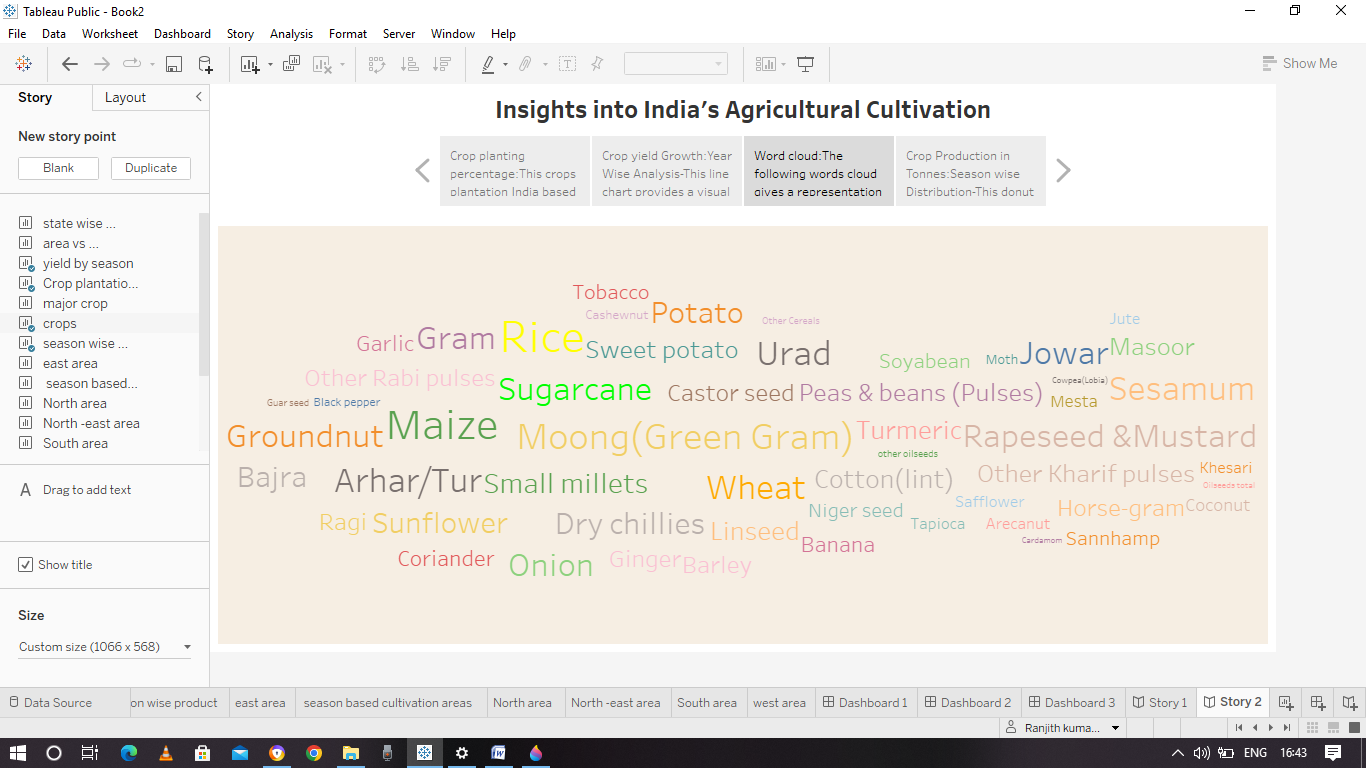 Tableau Public - Book2
File Data Worksheet Dashboard Story Analysis Format Server Window Help
Show Me
Story Layout
New story point
Blank Duplicate
state wise ...
area vs ...
yield by season
Crop plantatio...
major crop
crops
season wise ...
east area
season based...
North area
North -east area
South area
A Drag to add text
Show title
Size
Custom size (1066 x 568)
Insights into India’s Agricultural Cultivation
Crop planting
percentage:This crops
plantation India based
Crop yield Growth:Year
Wise Analysis-This line
chart provides a visual
Word cloud:The
following words cloud
gives a representation
Crop Production in
Tonnes:Season wise
Distribution-This donut
Tobacco
Cashewnut Potato Other Cereals Jute
Garlic Gram Rice Sweet potato Urad Soyabean Moth Jowar Masoor
Other Rabi pulses Sugarcane Castor seed Peas & beans (Pulses) Cowpea(Lobia) Sesamum
Guar seed Black pepper Mesta
Groundnut Maize Moong(Green Gram) Turmeric Rapeseed &Mustard
other oilseeds
Bajra Arhar/Tur Small millets Wheat Cotton(lint) Other Kharif pulses Khesari
Oilseeds total
Ragi Sunflower Dry chillies Linseed Niger seed Safflower Horse-gram Coconut
Tapioca Arecanut
Coriander Onion Ginger Barley Banana Cardamom Sannhamp
Data Source on wise product east area season based cultivation areas North area North -east area South area west area Dashboard 1 Dashboard 2 Dashboard 3 Story 1 Story 2
Ranjith kuma...
ENG 16:43